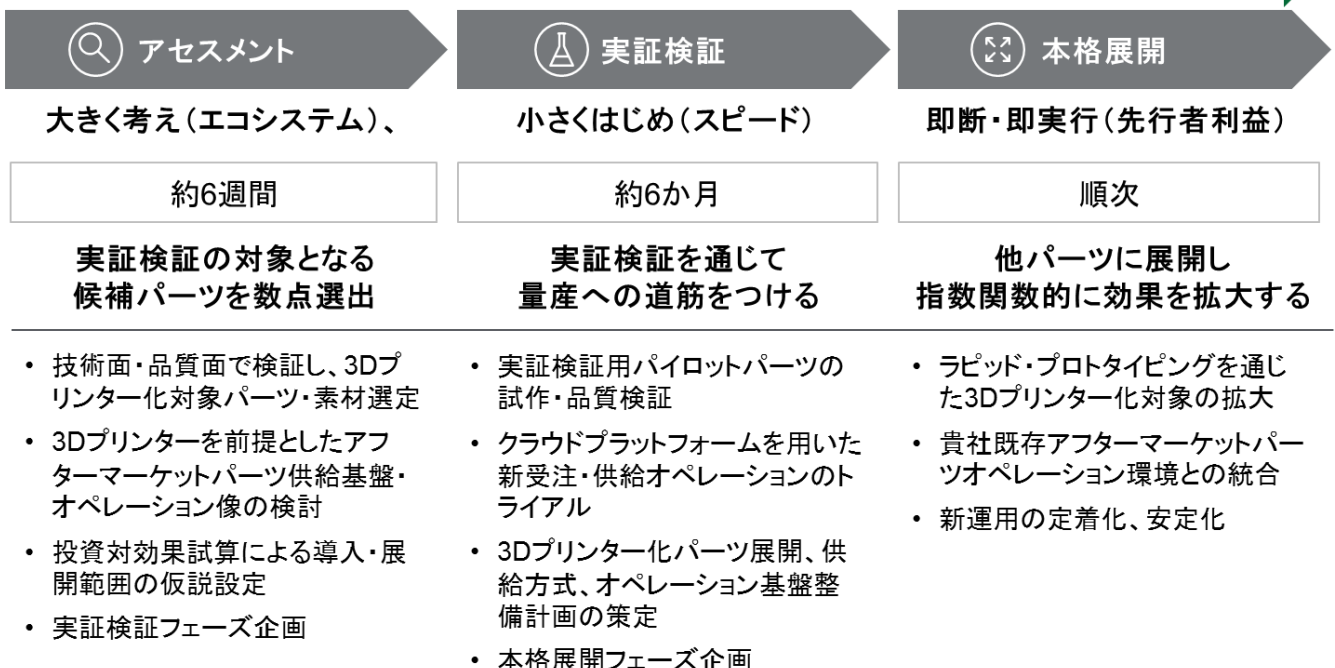 アセスメント
大きく考え（エコシステム）、
約6週間
実証検証の対象となる
候補パーツを数点選出
• 技術面・品質面で検証し、3Dプ
リンター化対象パーツ・素材選定
• 3Dプリンターを前提としたアフ
ターマーケットパーツ供給基盤・
オペレーション像の検討
• 投資対効果試算による導入・展
開範囲の仮説設定
• 実証検証フェーズ企画
実証検証
小さくはじめ（スピード）
約6か月
実証検証を通じて
量産への道筋をつける
• 実証検証用パイロットパーツの
試作・品質検証
• クラウドプラットフォームを用いた
新受注・供給オペレーションのト
ライアル
• 3Dプリンター化パーツ展開、供
給方式、オペレーション基盤整
備計画の策定
• 本格展開フェーズ企画
本格展開
即断・即実行（先行者利益）
順次
他パーツに展開し
指数関数的に効果を拡大する
• ラピッド・プロトタイピングを通じ
た3Dプリンター化対象の拡大
• 貴社既存アフターマーケットパー
ツオペレーション環境との統合
• 新運用の定着化、安定化